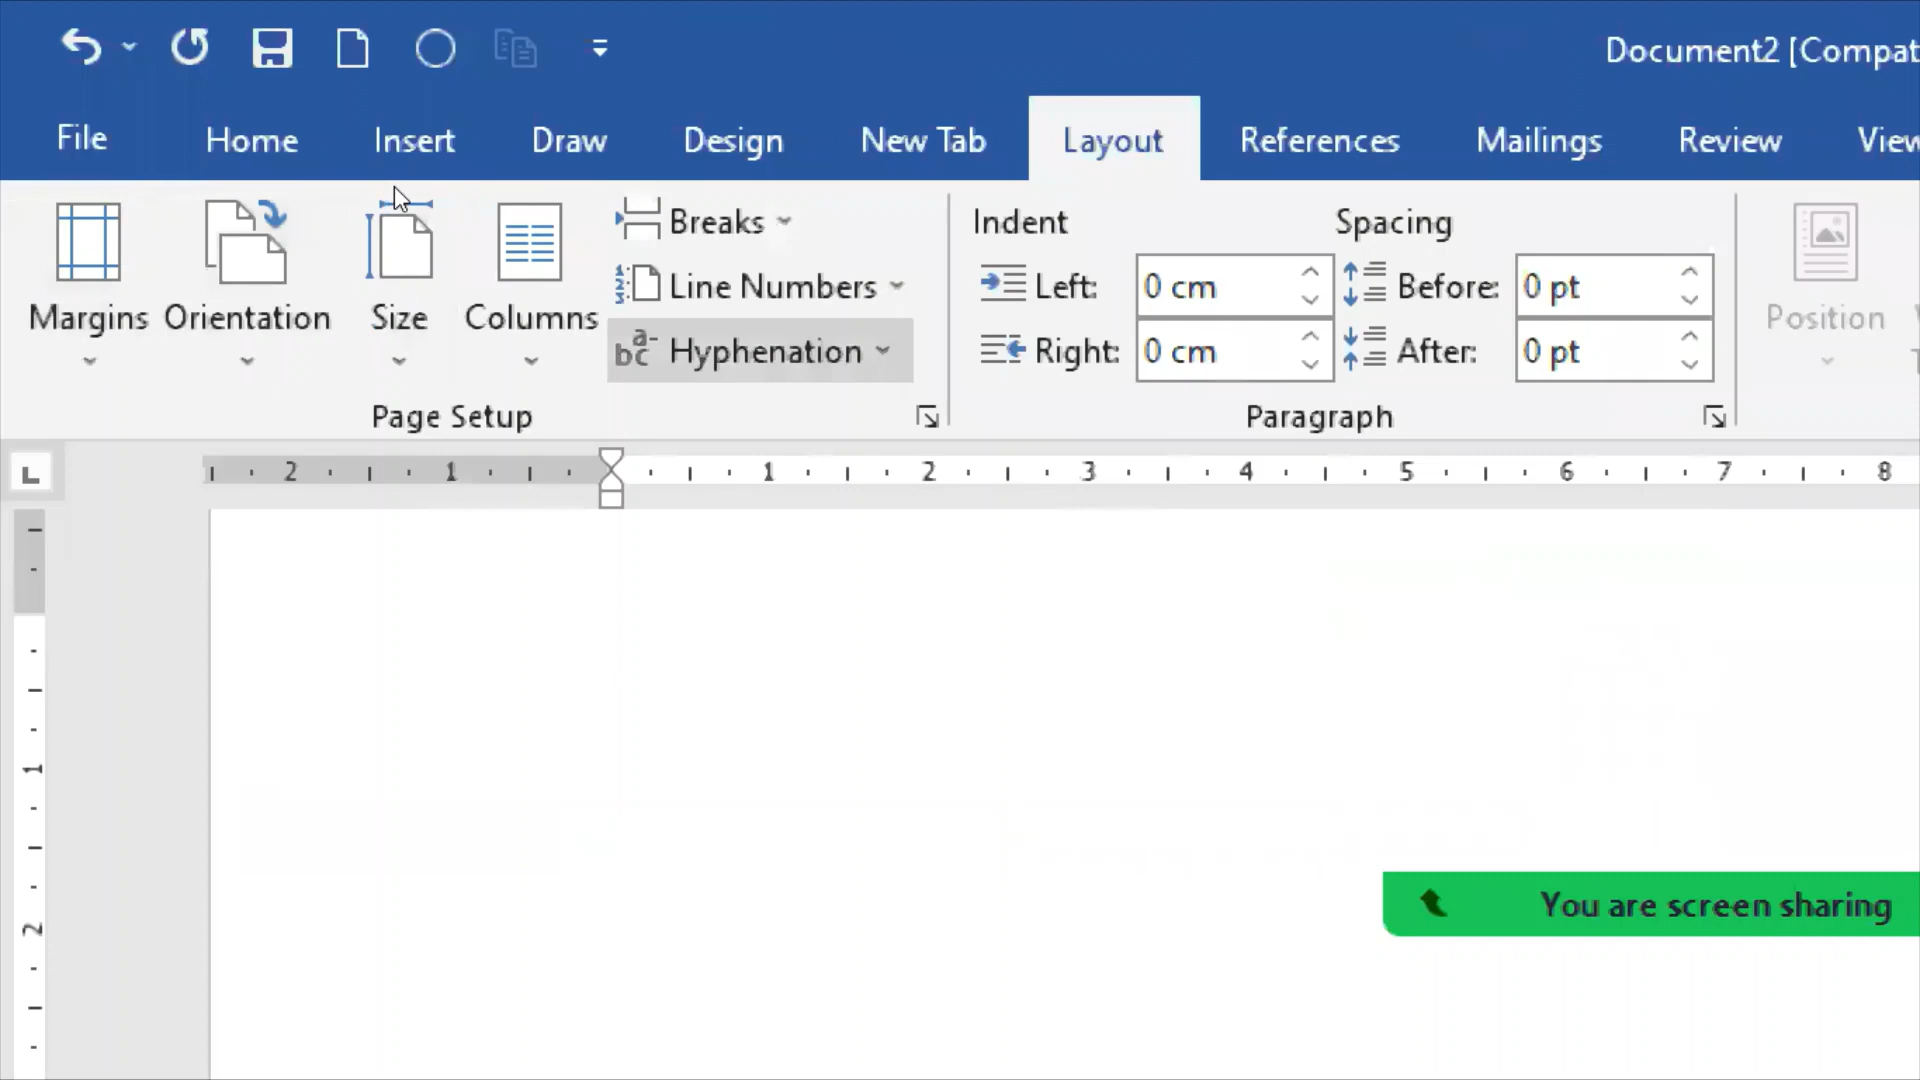 Document2 [Compat
File Home Insert Draw Design New Tab Layout References Mailings Review View
Margins Orientation Size Columns
Breaks
Line Numbers
Hyphenation
Page Setup
Indent
Left: 0 cm
Right: 0 cm
Spacing
Before: 0 pt
After: 0 pt
Paragraph
Position
2 1 1 2 3 4 5 6 7 8
1
2
You are screen sharing